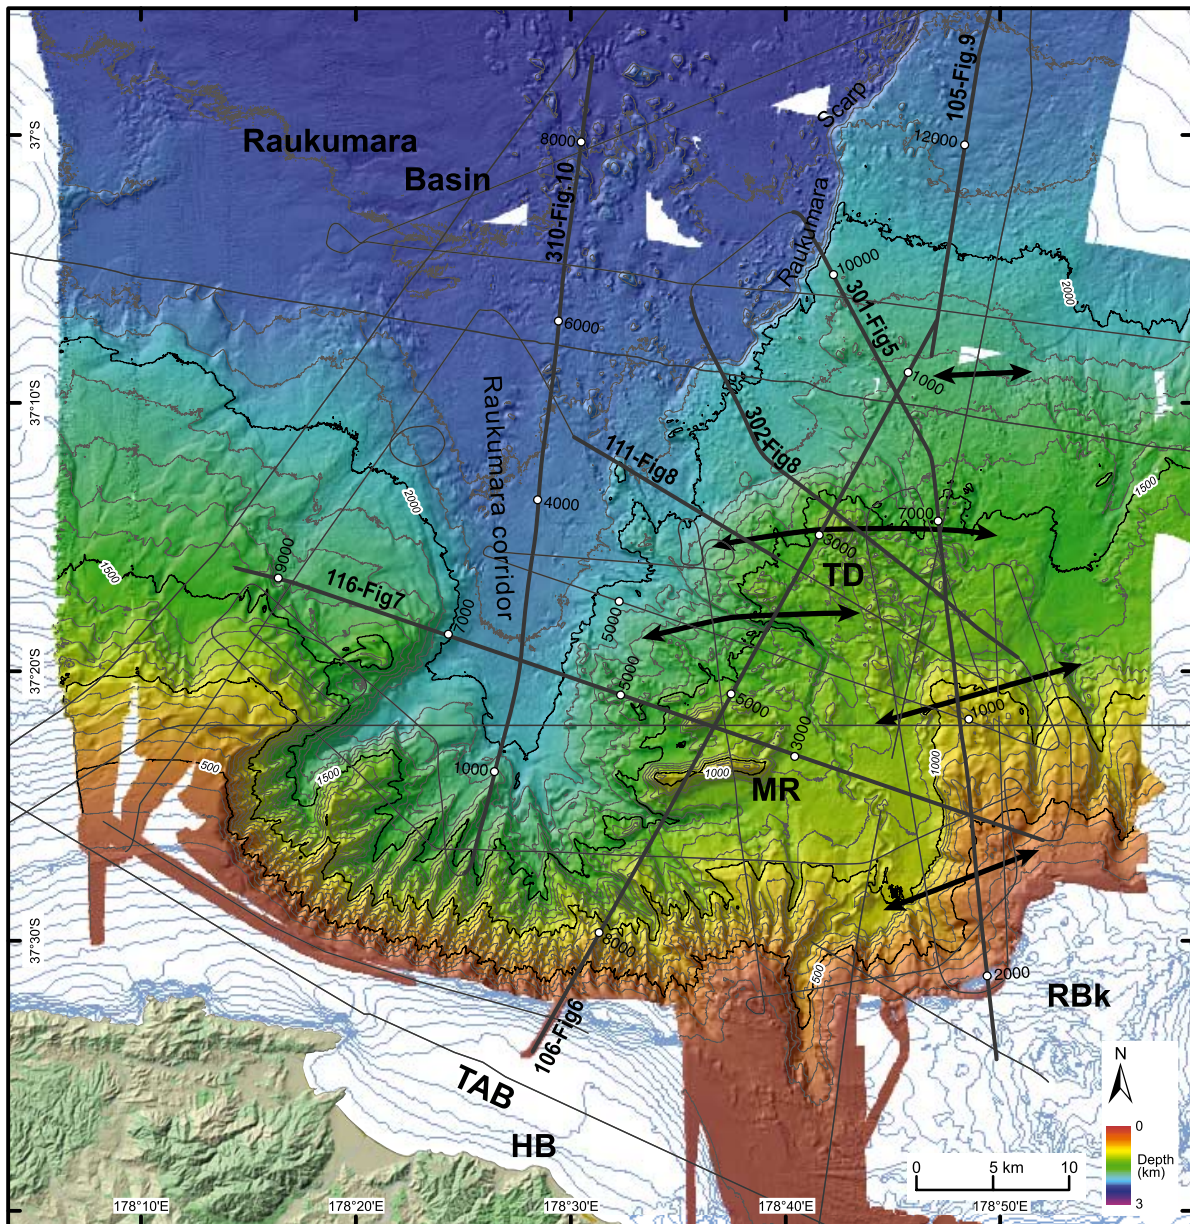 37°S
37°10'S
37°20'S
37°30'S
Raukumara
Basin
Scarp
Raukumara
105-Fig.9
12000
8000
310-Fig.10
6000
4000
1000
10000
301-Fig5
1000
2000
302-Fig8
111-Fig8
Raukumara corridor
2000
1500
7000
3000
TD
1500
9000
116-Fig7
7000
5000
5000
5000
3000
1000
1000
MR
1000
1500
500
6000
500
2000
RBk
106-Fig6
TAB
HB
N
0
Depth
(km)
3
0 5 km 10
178°10'E
178°20'E
178°30'E
178°40'E
178°50'E